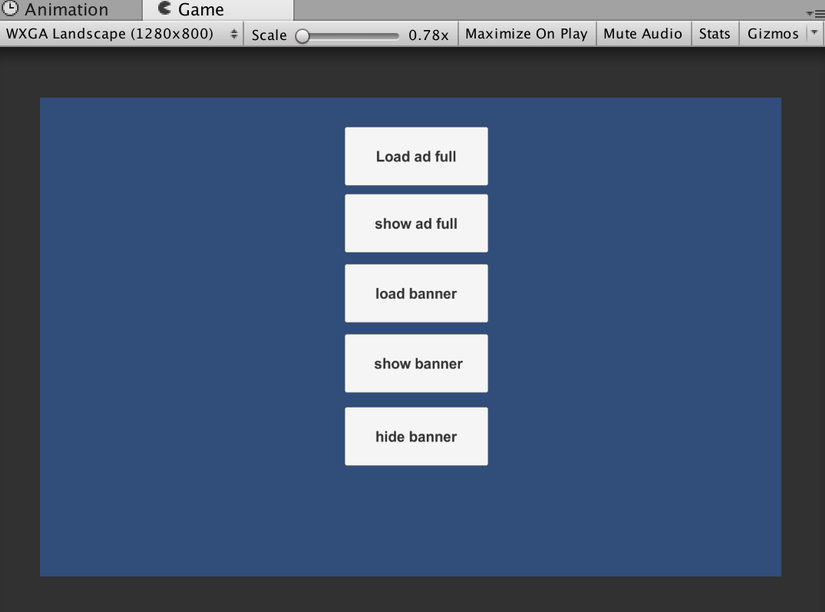 Animation
Game
WXGA Landscape (1280x800)
Scale
0.78x
Maximize On Play
Mute Audio
Stats
Gizmos
Load ad full
show ad full
load banner
show banner
hide banner